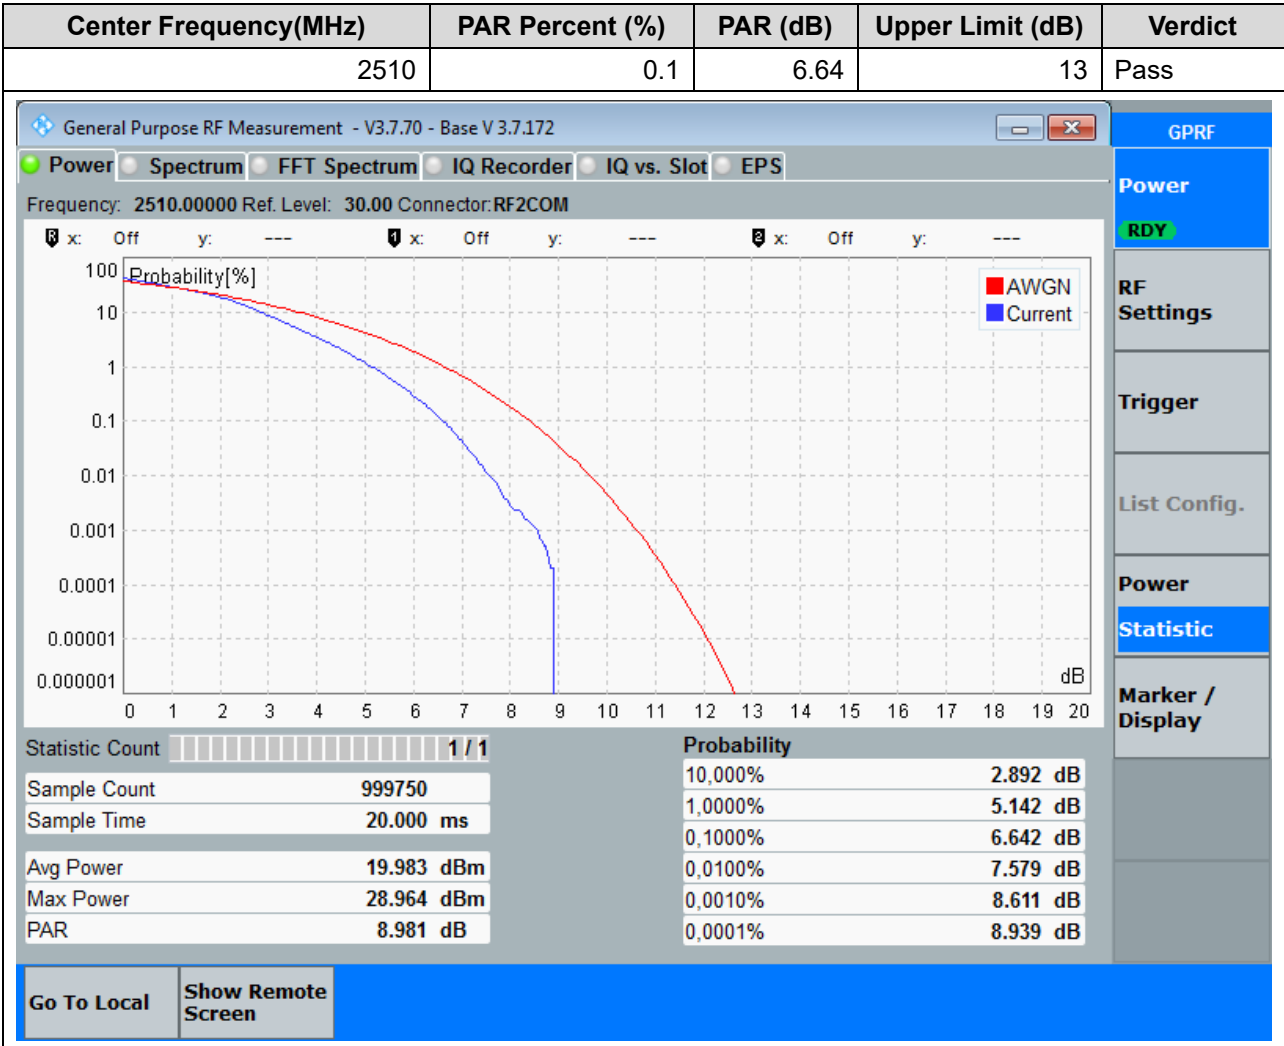 Center Frequency(MHz) PAR Percent (%) PAR (dB) Upper Limit (dB) Verdict
2510 0.1 6.64 13 Pass
General Purpose RF Measurement - V3.7.70 - Base V 3.7.172
GPRF
Power Spectrum FFT Spectrum IQ Recorder IQ vs. Slot EPS
Frequency: 2510.00000 Ref. Level: 30.00 Connector: RF2COM
R x: Off y: --- 1 x: Off y: --- 2 x: Off y: ---
Probability[%]
100
10
1
0.1
0.01
0.001
0.0001
0.00001
0.000001
AWGN
Current
dB
0 1 2 3 4 5 6 7 8 9 10 11 12 13 14 15 16 17 18 19 20
Statistic Count 1 / 1
Sample Count 999750
Sample Time 20.000 ms
Avg Power 19.983 dBm
Max Power 28.964 dBm
PAR 8.981 dB
Probability
10,000% 2.892 dB
1,0000% 5.142 dB
0,1000% 6.642 dB
0,0100% 7.579 dB
0,0010% 8.611 dB
0,0001% 8.939 dB
Power
RDY
RF
Settings
Trigger
List Config.
Power
Statistic
Marker /
Display
Go To Local
Show Remote
Screen